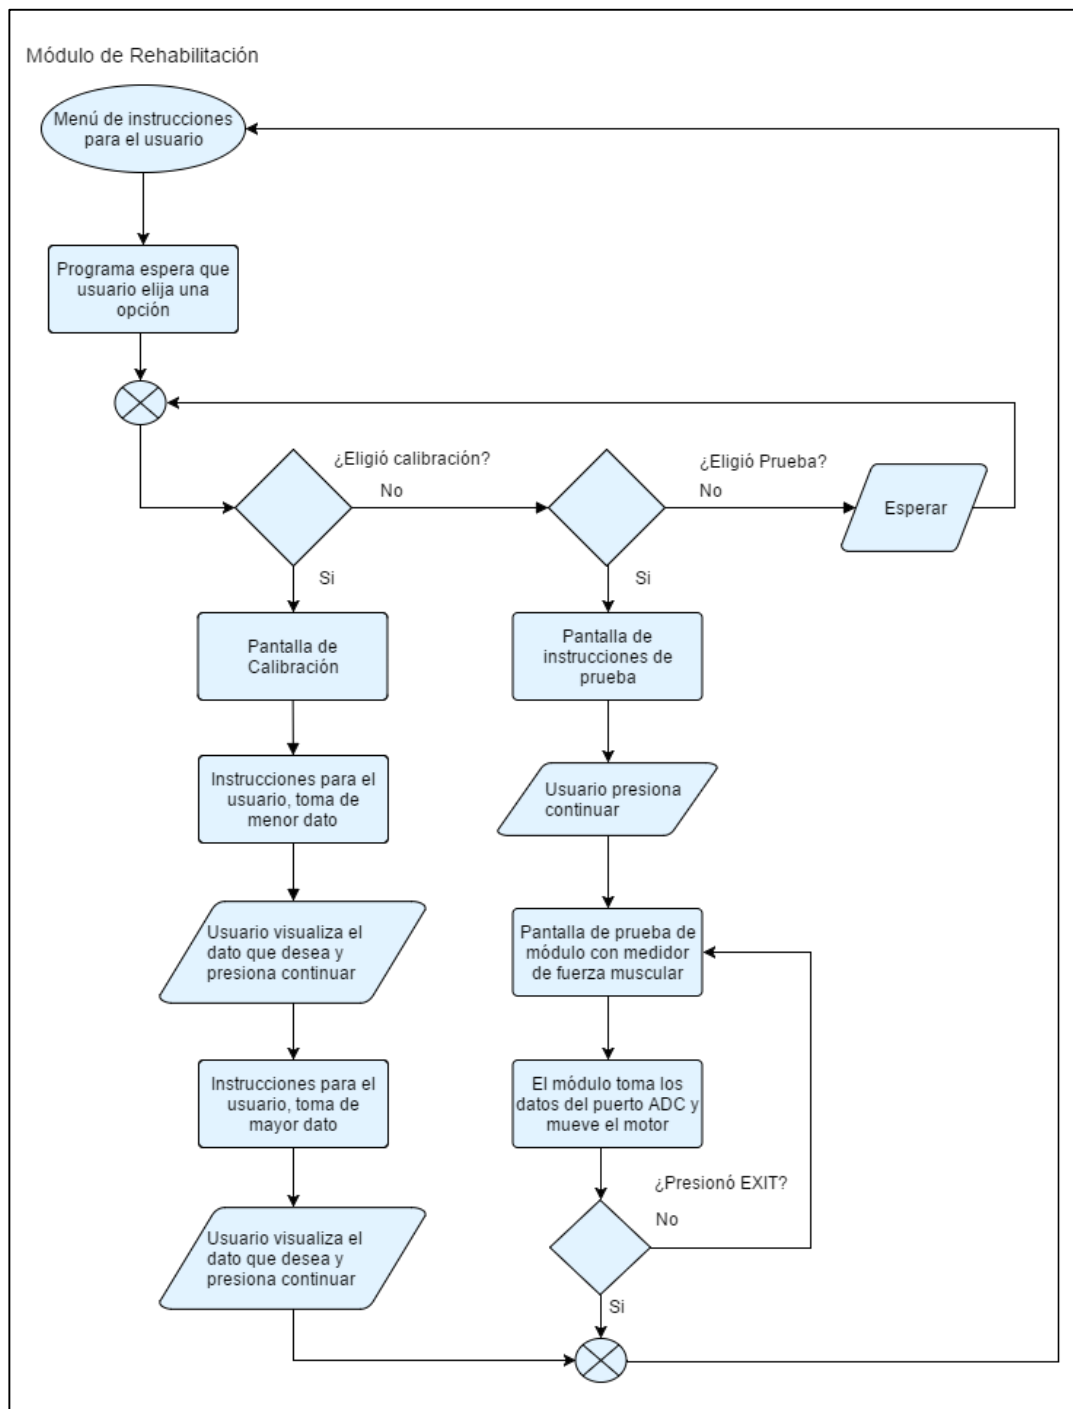 Módulo de Rehabilitación
Menú de instrucciones
para el usuario
Programa espera que
usuario elija una
opción
¿Eligió calibración?
No
¿Eligió Prueba?
No
Esperar
Si
Si
Pantalla de
Calibración
Pantalla de
instrucciones de
prueba
Instrucciones para el
usuario, toma de
menor dato
Usuario presiona
continuar
Usuario visualiza el
dato que desea y
presiona continuar
Pantalla de prueba de
módulo con medidor
de fuerza muscular
Instrucciones para el
usuario, toma de
mayor dato
El módulo toma los
datos del puerto ADC y
mueve el motor
¿Presionó EXIT?
No
Usuario visualiza el
dato que desea y
presiona continuar
Si